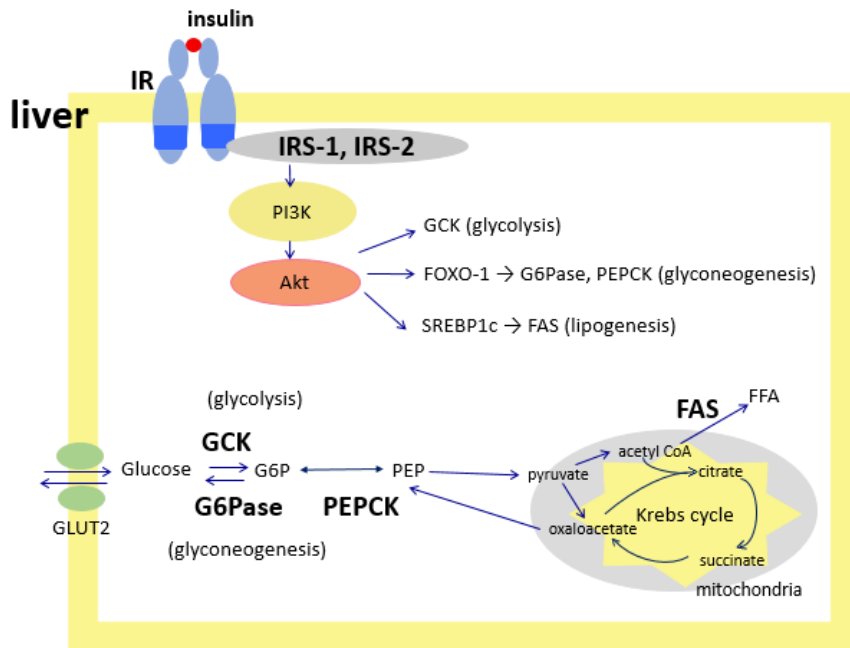 insulin
IR
liver
IRS-1, IRS-2
PI3K
GCK (glycolysis)
Akt
FOXO-1 → G6Pase, PEPCK (glyconeogenesis)
SREBP1c → FAS (lipogenesis)
(glycolysis)
FAS
FFA
GCK
acetyl CoA
Glucose
G6P
PEP
pyruvate
citrate
G6Pase
PEPCK
GLUT2
oxaloacetate
Krebs cycle
(glyconeogenesis)
succinate
mitochondria